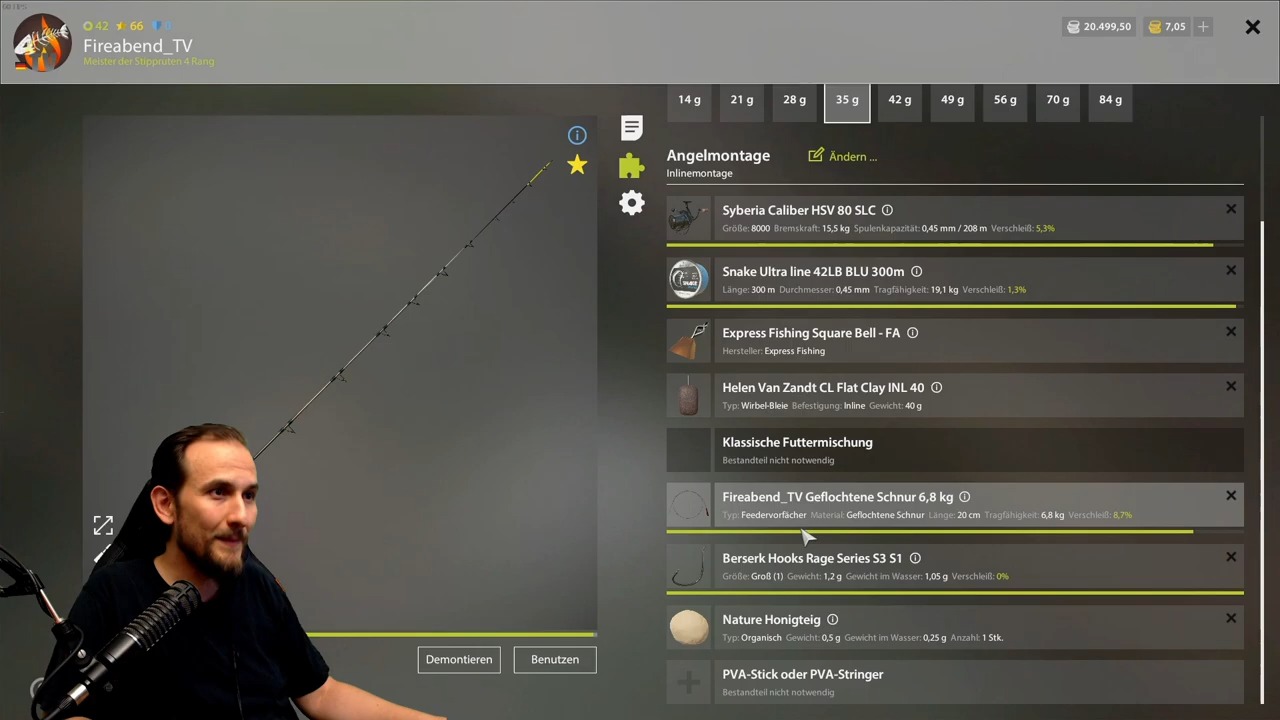 60 FPS
42 66
Fireabend_TV
Meister der Stippruten 4 Rang
20.499,50 7,05
14 g 21 g 28 g 35 g 42 g 49 g 56 g 70 g 84 g
Angelmontage Ändern ...
Inlinemontage
Syberia Caliber HSV 80 SLC
Größe: 8000 Bremskraft: 15,5 kg Spulenkapazität: 0,45 mm / 208 m Verschleiß: 5,3%
Snake Ultra line 42LB BLU 300m
Länge: 300 m Durchmesser: 0,45 mm Tragfähigkeit: 19,1 kg Verschleiß: 1,3%
Express Fishing Square Bell - FA
Hersteller: Express Fishing
Helen Van Zandt CL Flat Clay INL 40
Typ: Wirbel-Bleie Befestigung: Inline Gewicht: 40 g
Klassische Futtermischung
Bestandteil nicht notwendig
Fireabend_TV Geflochtene Schnur 6,8 kg
Typ: Feedervorfächer Material: Geflochtene Schnur Länge: 20 cm Tragfähigkeit: 6,8 kg Verschleiß: 8,7%
Berserk Hooks Rage Series S3 S1
Größe: Groß (1) Gewicht: 1,2 g Gewicht im Wasser: 1,05 g Verschleiß: 0%
Nature Honigteig
Typ: Organisch Gewicht: 0,5 g Gewicht im Wasser: 0,25 g Anzahl: 1 Stk.
PVA-Stick oder PVA-Stringer
Bestandteil nicht notwendig
Demontieren Benutzen